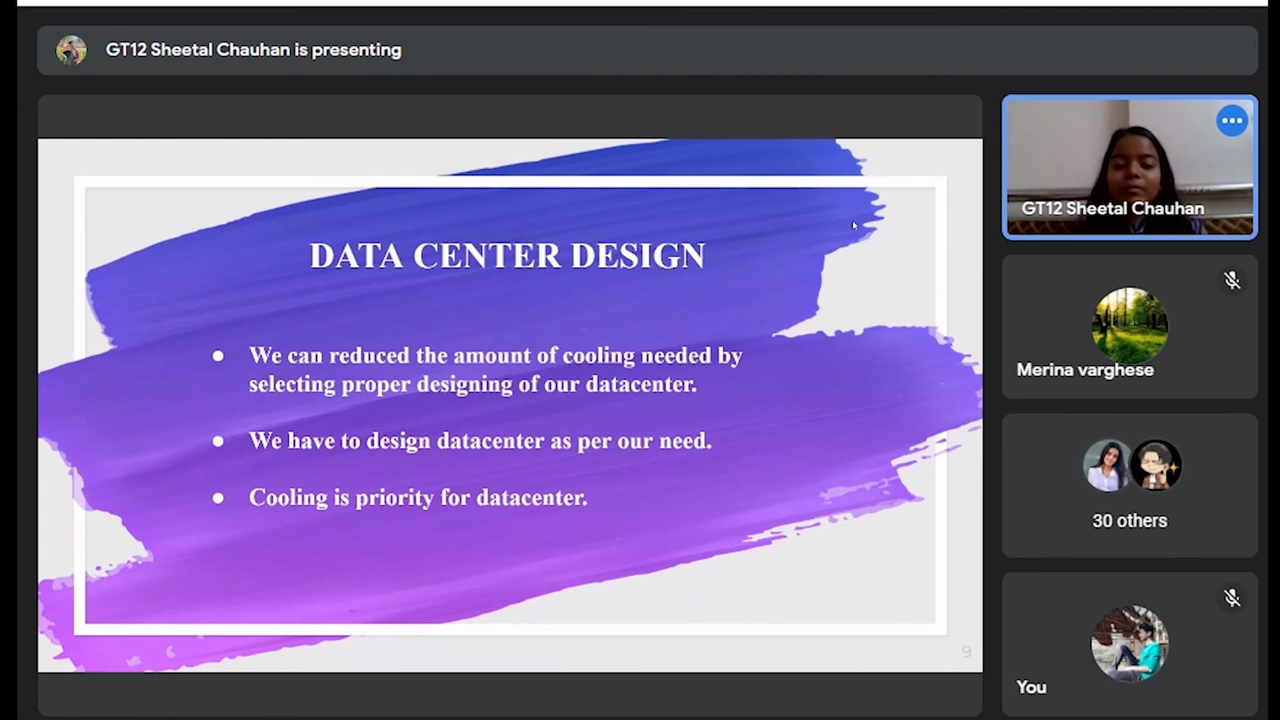 GT12 Sheetal Chauhan is presenting
DATA CENTER DESIGN
● We can reduced the amount of cooling needed by
selecting proper designing of our datacenter.
● We have to design datacenter as per our need.
● Cooling is priority for datacenter.
9
GT12 Sheetal Chauhan
Merina varghese
30 others
You